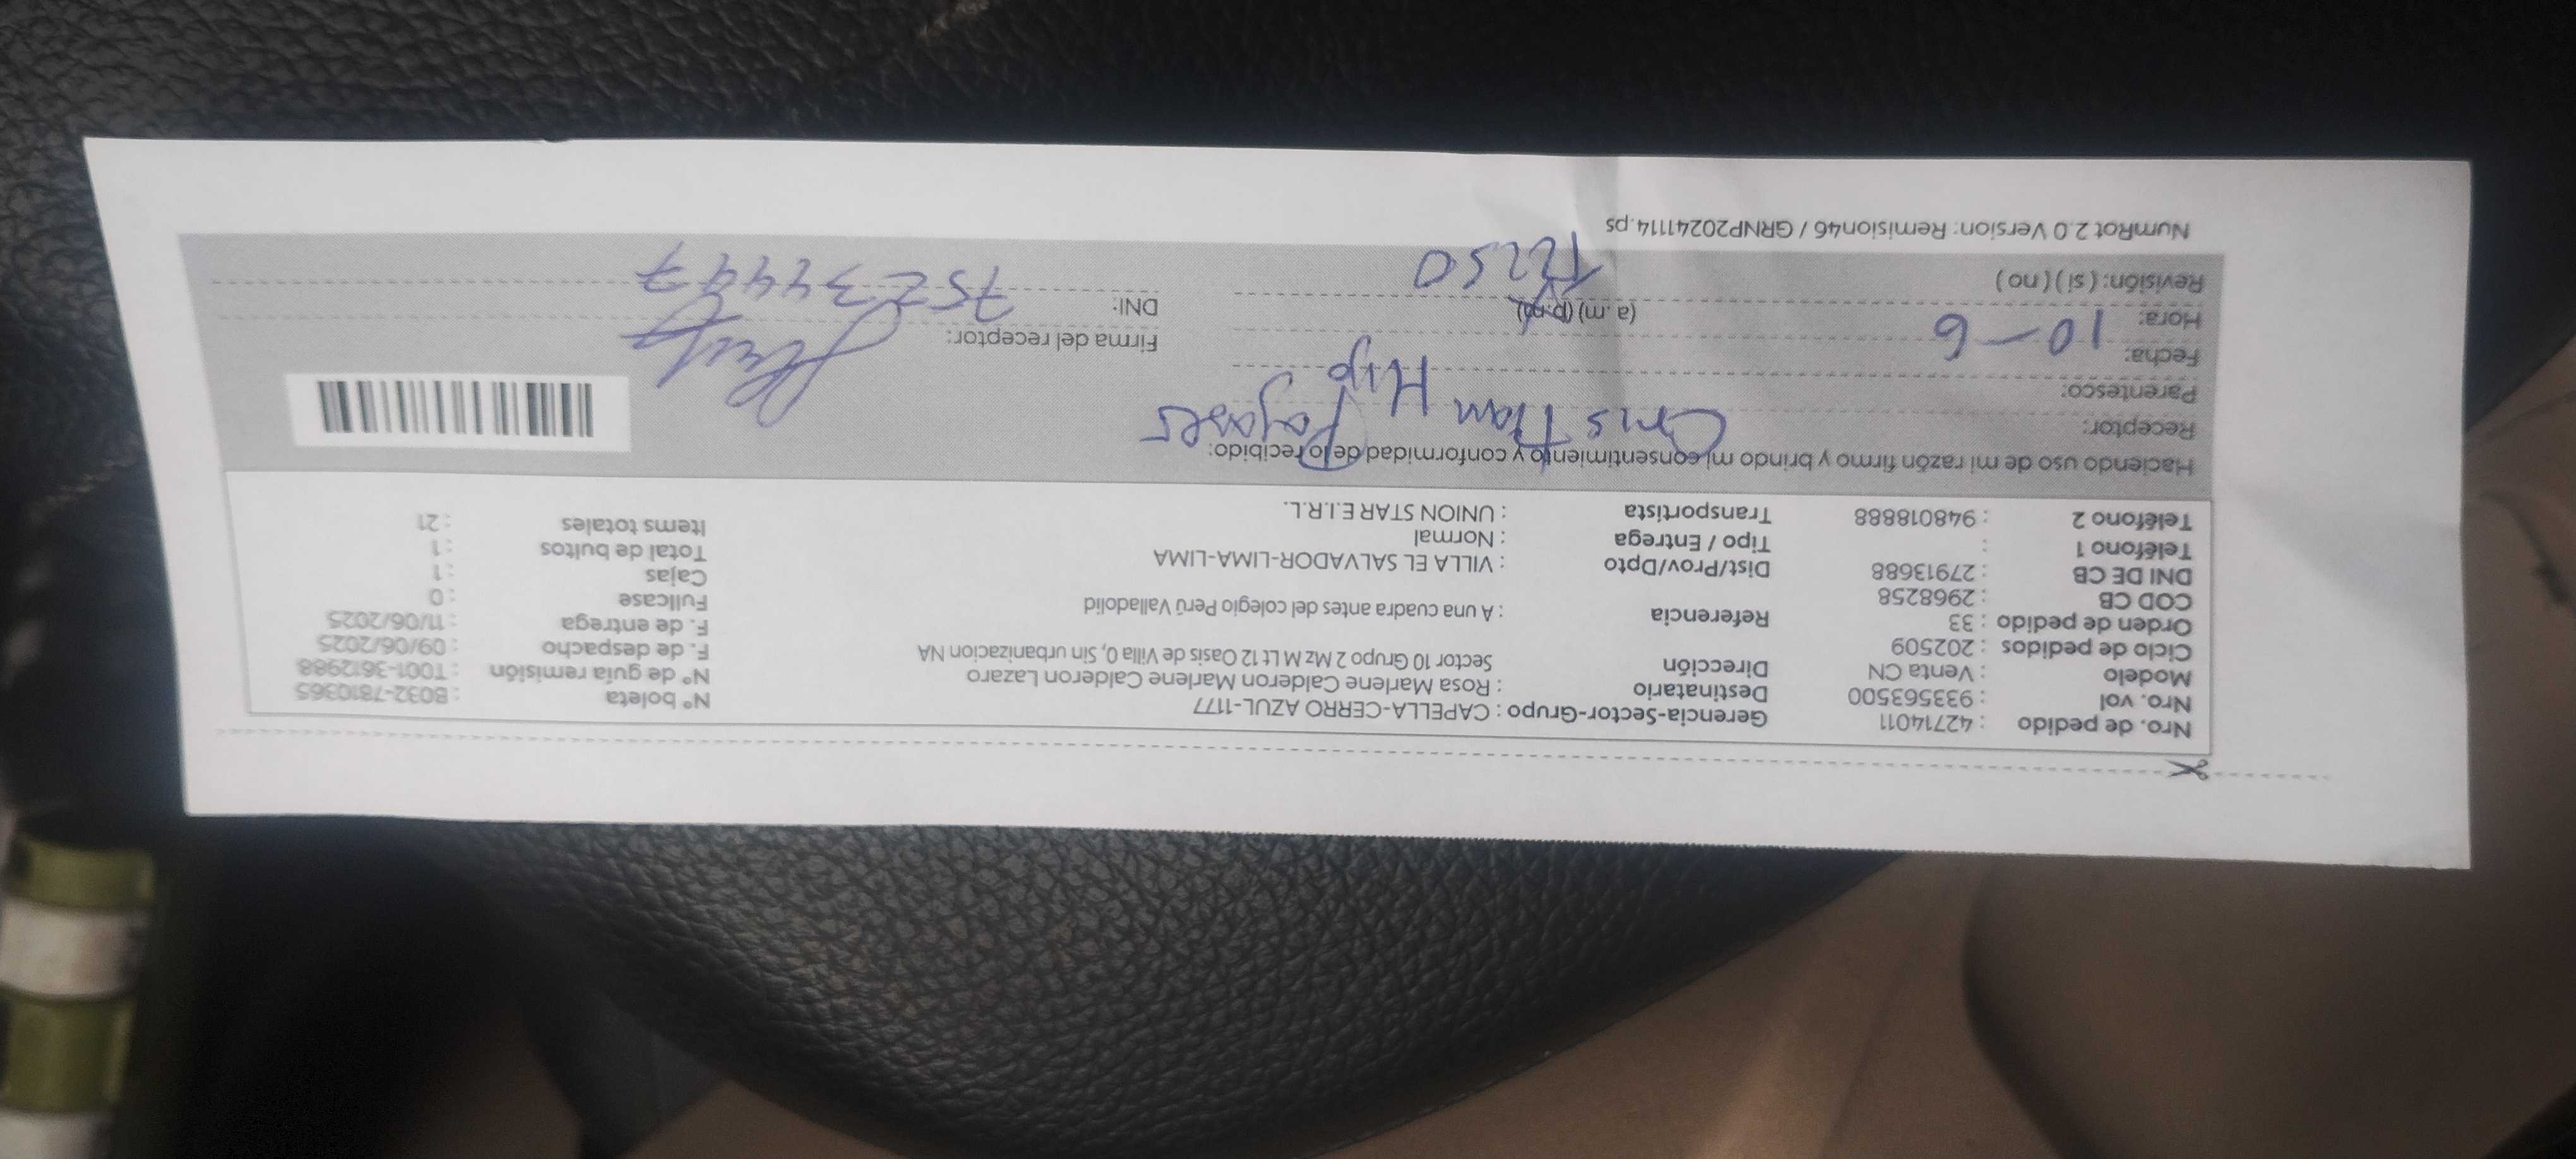 Nro. de pedido : 42714011 Gerencia-Sector-Grupo : CAPELLA-CERRO AZUL-1177 N° boleta : B032-7810365
Nro. vol : 933563500 Destinatario : Rosa Marlene Calderon Marlene Calderon Lazaro N° de guía remisión : T001-3612988
Modelo : Venta CN Dirección Sector 10 Grupo 2 Mz M Lt 12 Oasis de Villa 0, Sin urbanizacion NA F. de despacho : 09/06/2025
Ciclo de pedidos : 202509 F. de entrega : 11/06/2025
Orden de pedido : 33 Referencia : A una cuadra antes del colegio Perú Valladolid Fullcase : 0
COD CB : 2968258 Cajas : 1
DNI DE CB : 27913688 Dist/Prov/Dpto : VILLA EL SALVADOR-LIMA-LIMA Total de bultos : 1
Teléfono 1 : Tipo / Entrega : Normal Items totales : 21
Teléfono 2 : 948018888 Transportista : UNION STAR E.I.R.L.
Haciendo uso de mi razón firmo y brindo mi consentimiento y conformidad de lo recibido:
Receptor:
Parentesco: Hijo
Fecha: 10-6 Firma del receptor:
Hora: (a.m) (p.m)
DNI: 75234447
Revisión: ( si ) ( no )
NumRot 2.0 Version: Remision46 / GRNP20241114.ps